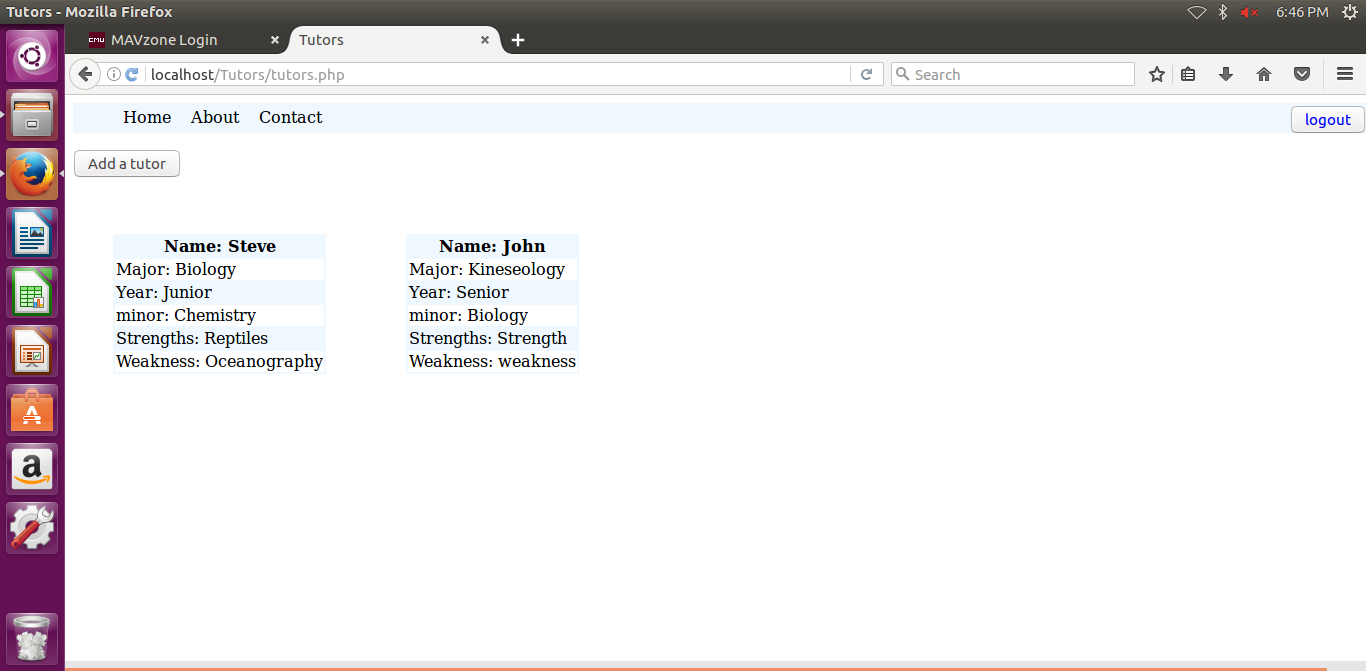 Tutors - Mozilla Firefox
6:46 PM
CMU MAVzone Login
Tutors
localhost/Tutors/tutors.php
Search
Home About Contact
logout
Add a tutor
Name: Steve
Major: Biology
Year: Junior
minor: Chemistry
Strengths: Reptiles
Weakness: Oceanography
Name: John
Major: Kineseology
Year: Senior
minor: Biology
Strengths: Strength
Weakness: weakness